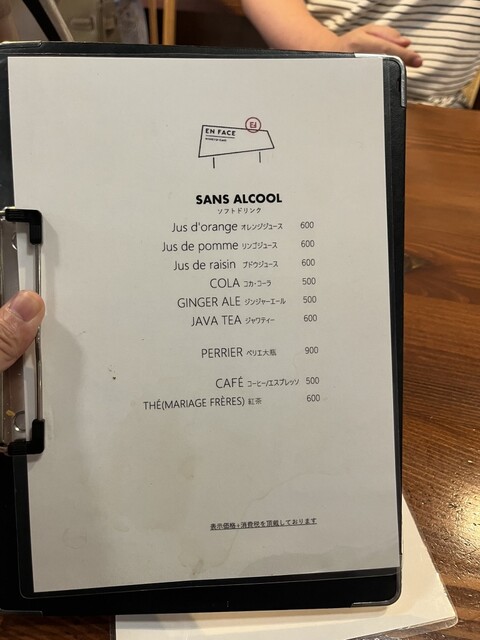 EN FACE
SANS ALCOOL
ソフトドリンク
Jus d'orange オレンジジュース 600
Jus de pomme リンゴジュース 600
Jus de raisin ブドウジュース 600
COLA コカ・コーラ 500
GINGER ALE ジンジャーエール 500
JAVA TEA ジャワティー 600
PERRIER ペリエ大瓶 900
CAFÉ コーヒー/エスプレッソ 500
THÉ(MARIAGE FRÈRES) 紅茶 600
表示価格+消費税を頂戴しております